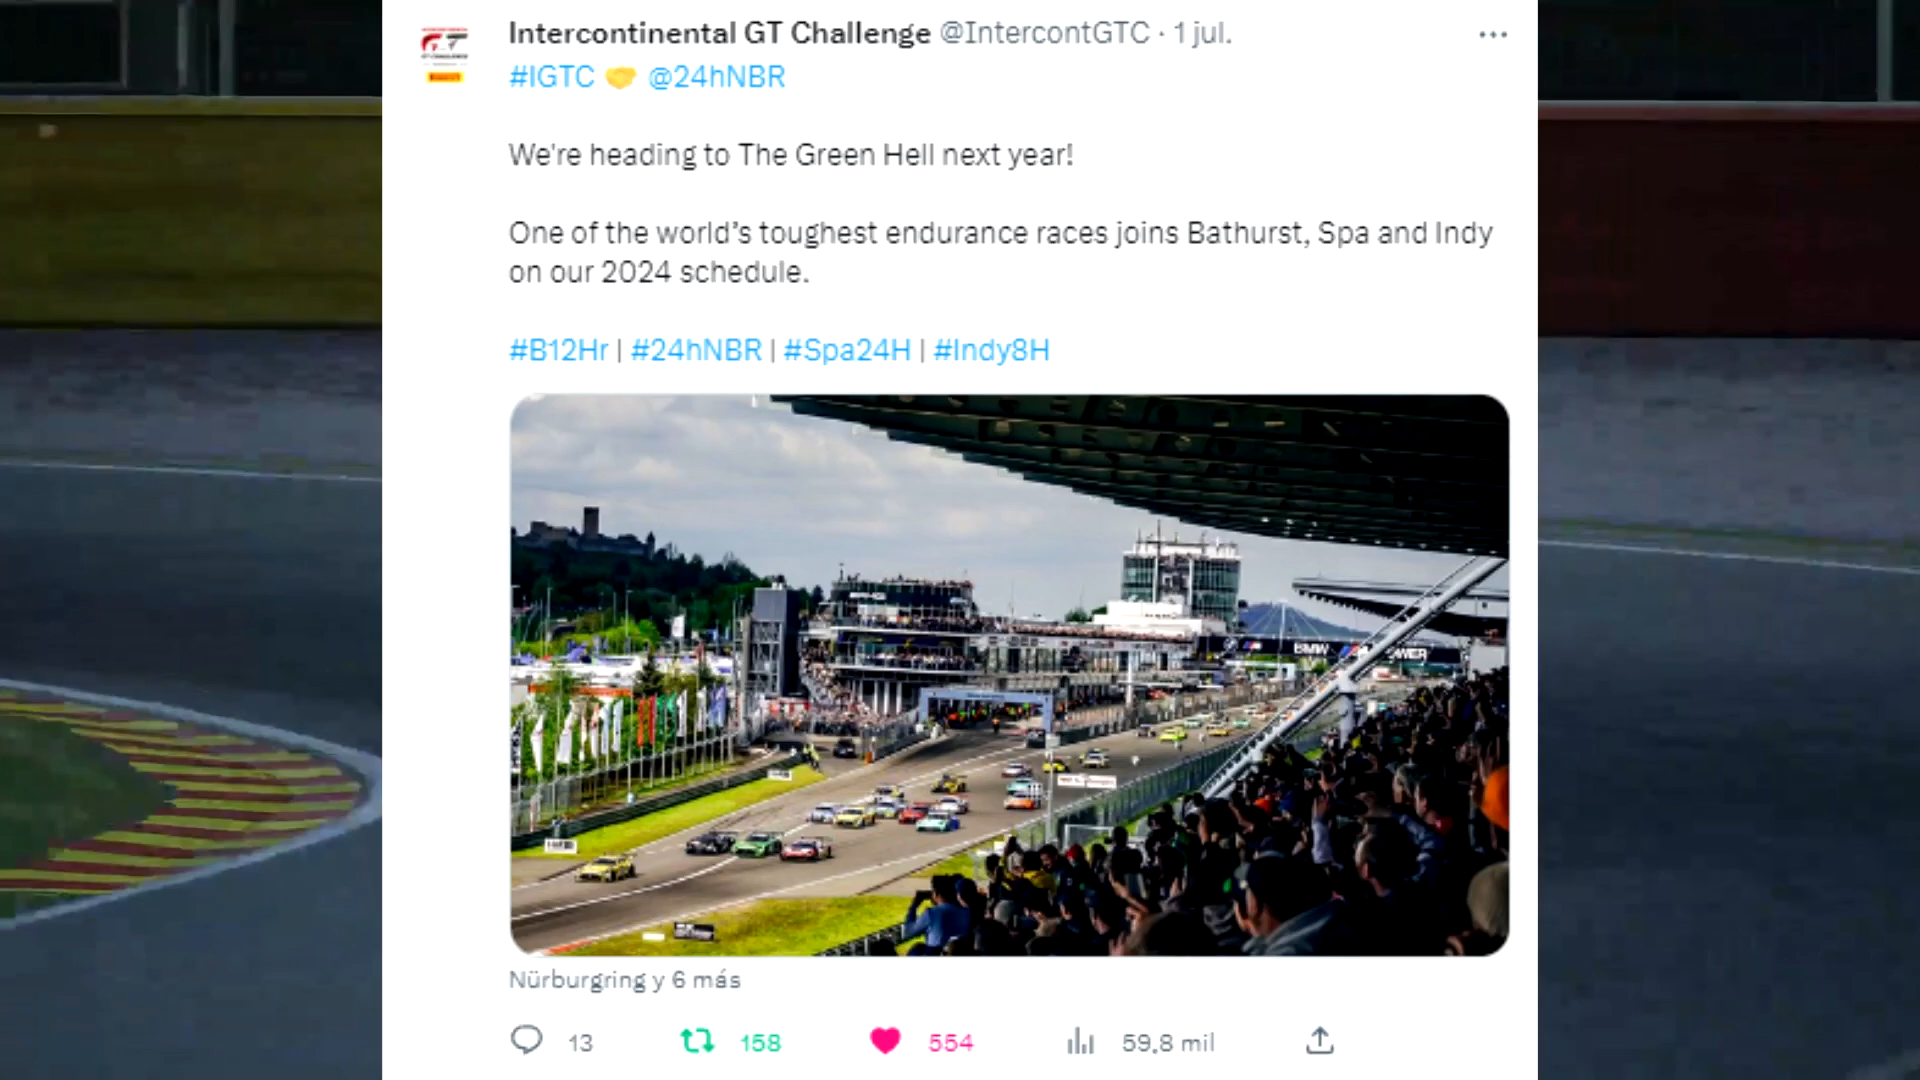 Intercontinental GT Challenge @IntercontGTC · 1 jul.
#IGTC 🤝 @24hNBR
We're heading to The Green Hell next year!
One of the world's toughest endurance races joins Bathurst, Spa and Indy
on our 2024 schedule.
#B12Hr | #24hNBR | #Spa24H | #Indy8H
BMW
Nürburgring y 6 más
13 158 554 59,8 mil